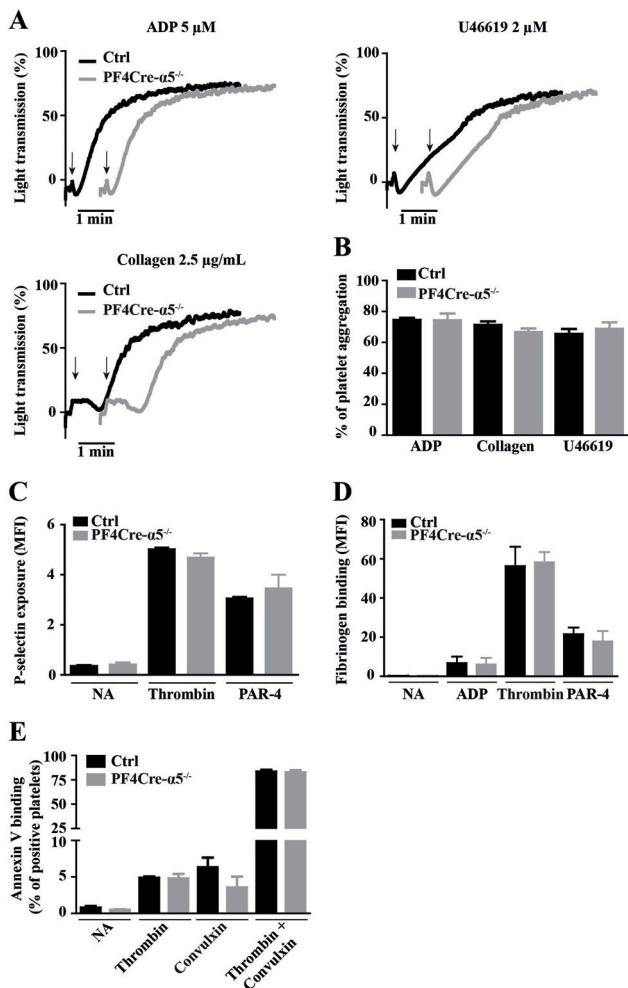 A
ADP 5 µM
Light transmission (%)
100
50
0
Ctrl
PF4Cre-α5-/-
1 min
U46619 2 µM
Light transmission (%)
100
50
0
Ctrl
PF4Cre-α5-/-
1 min
Collagen 2.5 µg/mL
Light transmission (%)
100
50
0
Ctrl
PF4Cre-α5-/-
1 min
B
% of platelet aggregation
100
80
60
40
20
0
Ctrl
PF4Cre-α5-/-
ADP Collagen U46619
C
P-selectin exposure (MFI)
6
4
2
0
Ctrl
PF4Cre-α5-/-
NA Thrombin PAR-4
D
Fibrinogen binding (MFI)
60
40
20
0
Ctrl
PF4Cre-α5-/-
NA ADP Thrombin PAR-4
E
Annexin V binding
(% of positive platelets)
100
75
50
25
10
5
0
Ctrl
PF4Cre-α5-/-
NA
Thrombin
Convulxin
Thrombin +
Convulxin